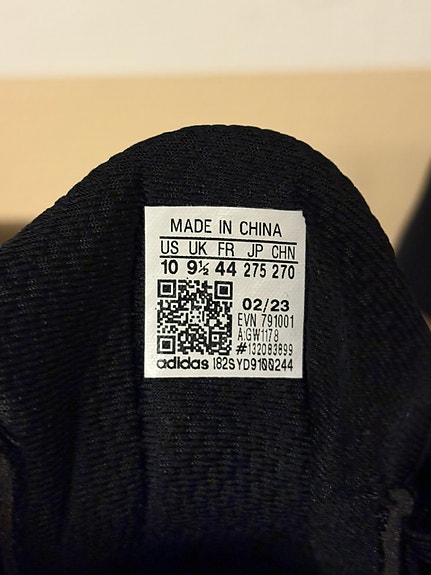 MADE IN CHINA
US UK FR JP CHN
10 9½ 44 275 270
02/23
EVN 791001
A:GW1178
#132083899
adidas 182SYD9100244